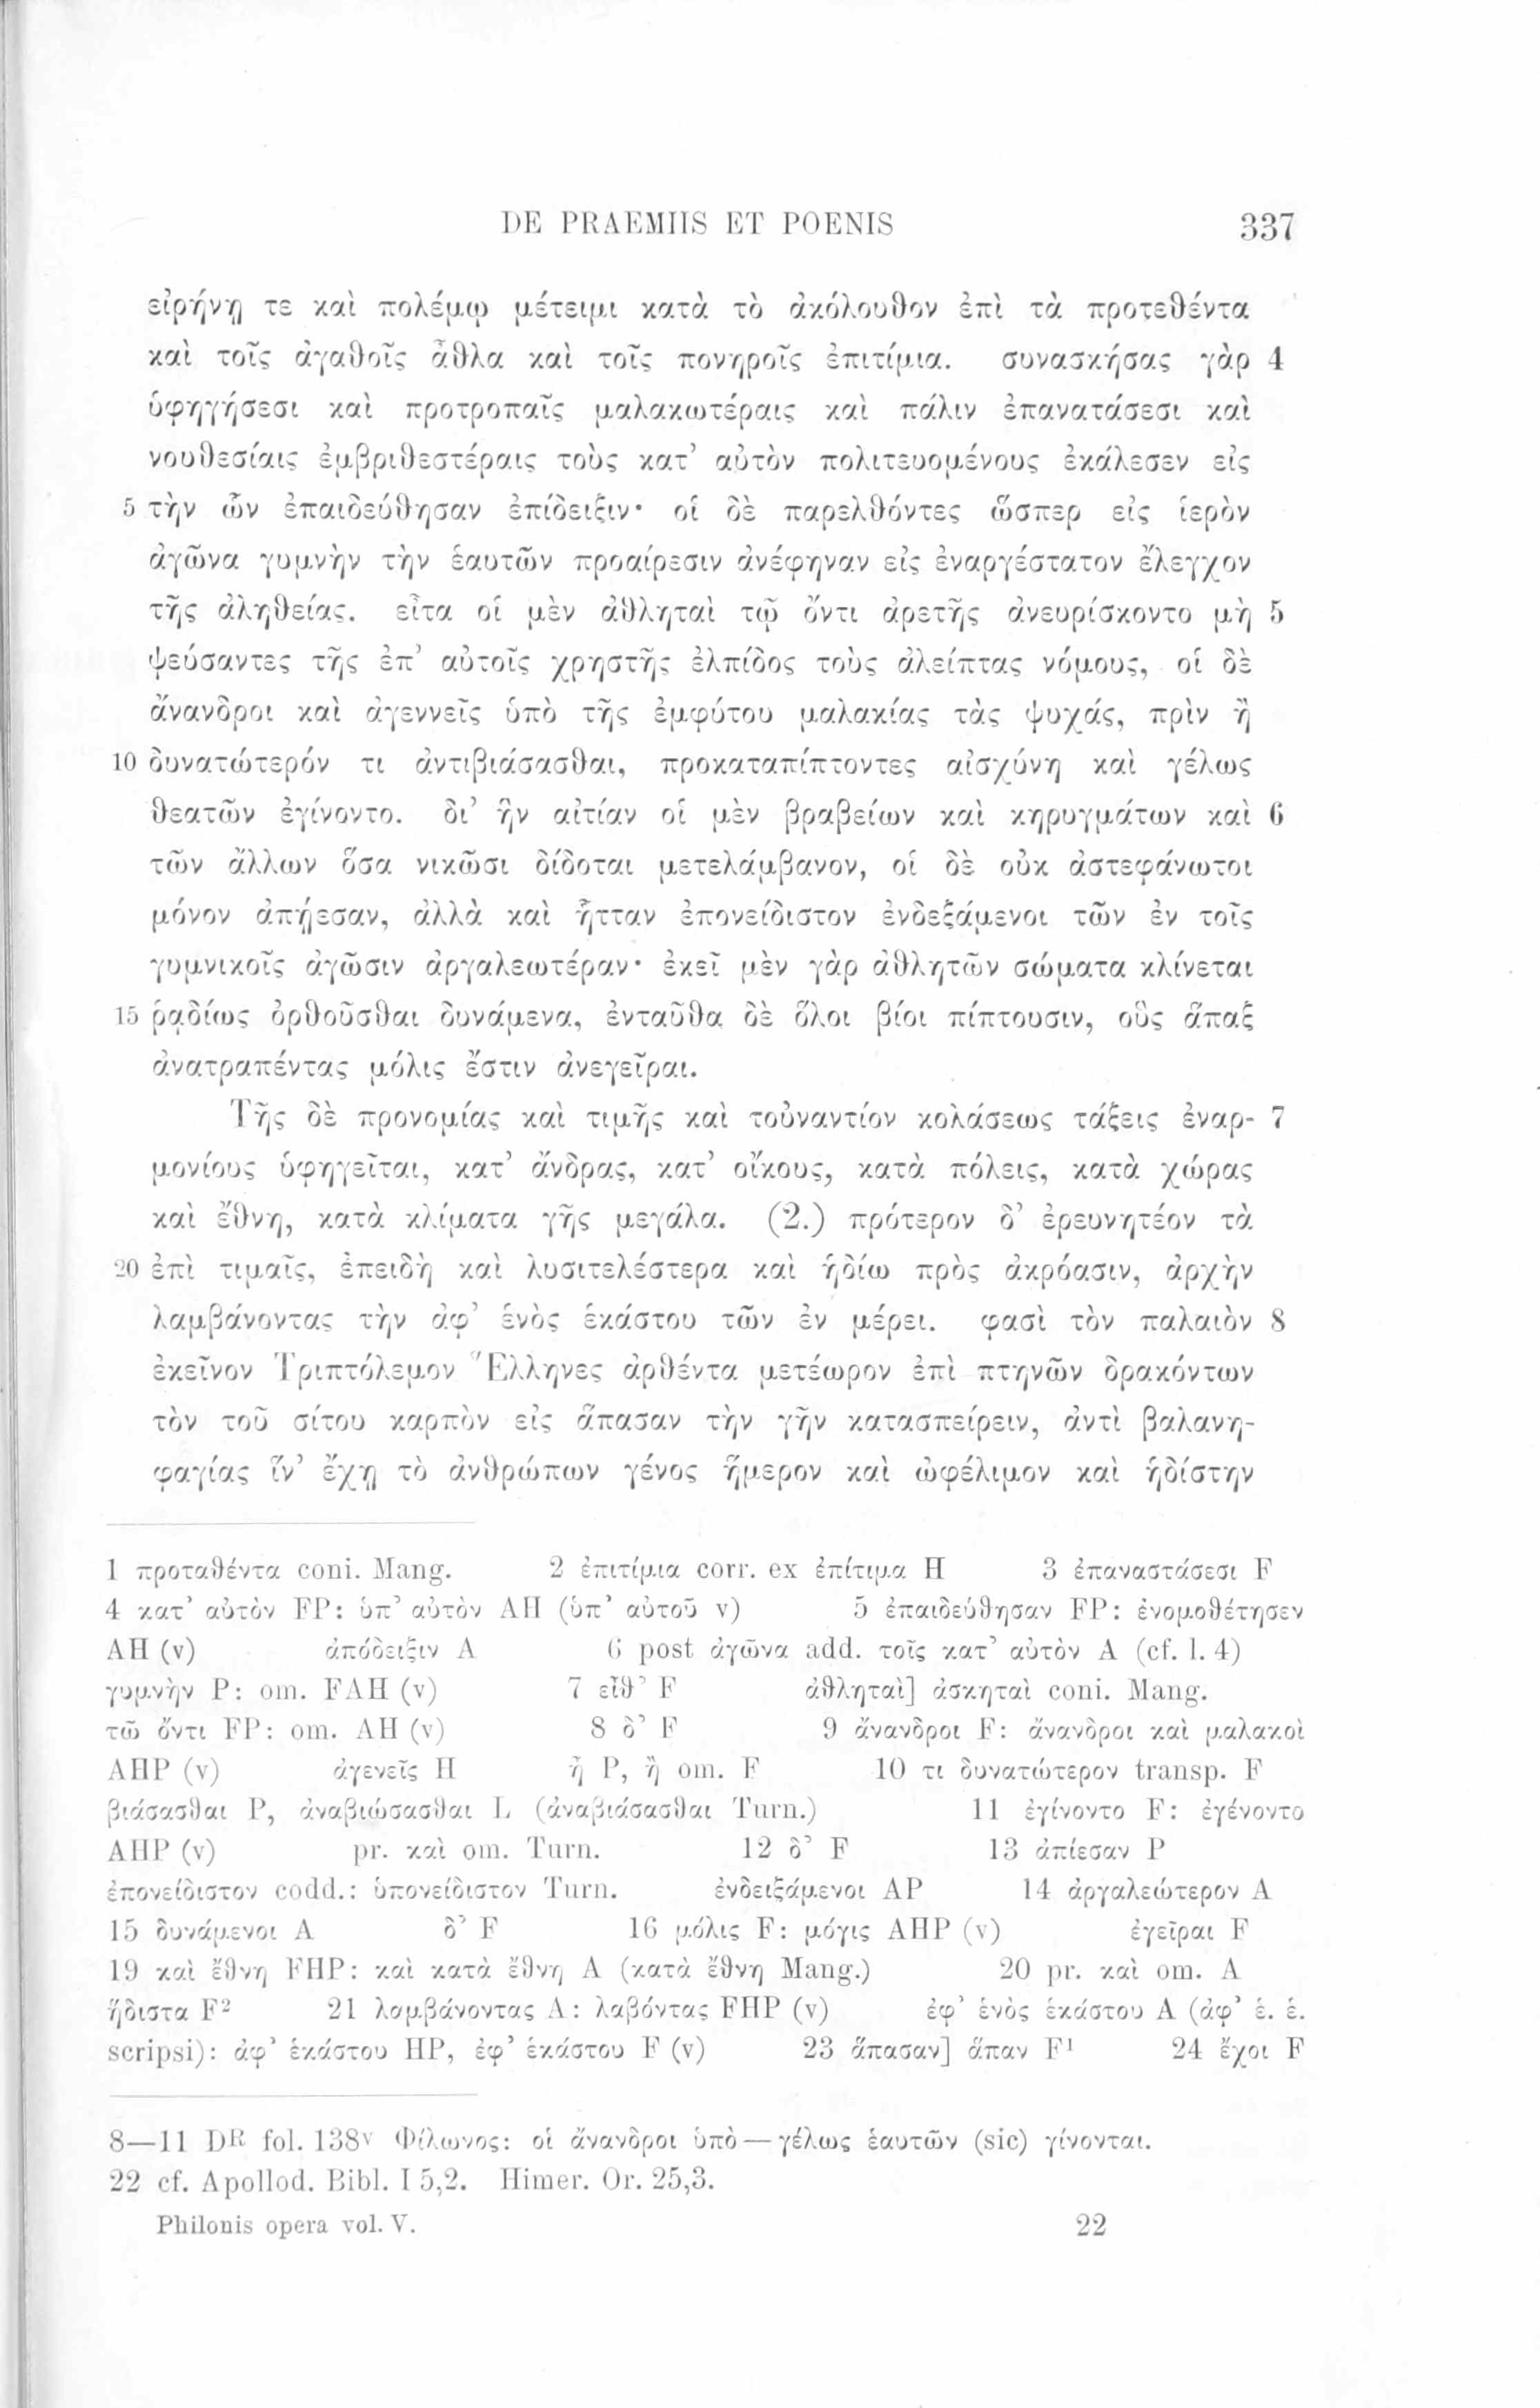 DE PRAEMIIS ET POENIS 337
εἰρήνῃ τε καὶ πολέμῳ μέτειμι κατὰ τὸ ἀκόλουθον ἐπὶ τὰ προτεθέντα
καὶ τοῖς ἀγαθοῖς ἆθλα καὶ τοῖς πονηροῖς ἐπιτίμια. συνασκήσας γὰρ 4
ὑφηγήσεσι καὶ προτροπαῖς μαλακωτέραις καὶ πάλιν ἐπανατάσεσι καὶ
νουθεσίαις ἐμβριθεστέραις τοὺς κατ’ αὐτὸν πολιτευομένους ἐκάλεσεν εἰς
5 τὴν ὧν ἐπαιδεύθησαν ἐπίδειξιν· οἱ δὲ παρελθόντες ὥσπερ εἰς ἱερὸν
ἀγῶνα γυμνὴν τὴν ἑαυτῶν προαίρεσιν ἀνέφηναν εἰς ἐναργέστατον ἔλεγχον
τῆς ἀληθείας. εἶτα οἱ μὲν ἀθληταὶ τῷ ὄντι ἀρετῆς ἀνευρίσκοντο μὴ 5
ψεύσαντες τῆς ἐπ’ αὐτοῖς χρηστῆς ἐλπίδος τοὺς ἀλείπτας νόμους, οἱ δὲ
ἄνανδροι καὶ ἀγεννεῖς ὑπὸ τῆς ἐμφύτου μαλακίας τὰς ψυχάς, πρὶν ἢ
10 δυνατώτερόν τι ἀντιβιάσασθαι, προκαταπίπτοντες αἰσχύνη καὶ γέλως
θεατῶν ἐγίνοντο. δι’ ἣν αἰτίαν οἱ μὲν βραβείων καὶ κηρυγμάτων καὶ 6
τῶν ἄλλων ὅσα νικῶσι δίδοται μετελάμβανον, οἱ δὲ οὐκ ἀστεφάνωτοι
μόνον ἀπῄεσαν, ἀλλὰ καὶ ἧτταν ἐπονείδιστον ἐνδεξάμενοι τῶν ἐν τοῖς
γυμνικοῖς ἀγῶσιν ἀργαλεωτέραν· ἐκεῖ μὲν γὰρ ἀθλητῶν σώματα κλίνεται
15 ῥᾳδίως ὀρθοῦσθαι δυνάμενα, ἐνταῦθα δὲ ὅλοι βίοι πίπτουσιν, οὓς ἅπαξ
ἀνατραπέντας μόλις ἔστιν ἀνεγεῖραι.
Τῆς δὲ προνομίας καὶ τιμῆς καὶ τοὐναντίον κολάσεως τάξεις ἐναρ- 7
μονίους ὑφηγεῖται, κατ’ ἄνδρας, κατ’ οἴκους, κατὰ πόλεις, κατὰ χώρας
καὶ ἔθνη, κατὰ κλίματα γῆς μεγάλα. (2.) πρότερον δ’ ἐρευνητέον τὰ
20 ἐπὶ τιμαῖς, ἐπειδὴ καὶ λυσιτελέστερα καὶ ἡδίω πρὸς ἀκρόασιν, ἀρχὴν
λαμβάνοντας τὴν ἀφ’ ἑνὸς ἑκάστου τῶν ἐν μέρει. φασὶ τὸν παλαιὸν 8
ἐκεῖνον Τριπτόλεμον Ἕλληνες ἀρθέντα μετέωρον ἐπὶ πτηνῶν δρακόντων
τὸν τοῦ σίτου καρπὸν εἰς ἅπασαν τὴν γῆν κατασπείρειν, ἀντὶ βαλανη-
φαγίας ἵν’ ἔχῃ τὸ ἀνθρώπων γένος ἥμερον καὶ ὠφέλιμον καὶ ἡδίστην
1 προταθέντα coni. Mang. 2 ἐπιτίμια corr. ex ἐπίτιμα H 3 ἐπαναστάσεσι F
4 κατ’ αὐτὸν FP: ὑπ’ αὐτὸν AH (ὑπ’ αὐτοῦ v) 5 ἐπαιδεύθησαν FP: ἐνομοθέτησεν
AH (v) ἀπόδειξιν A 6 post ἀγῶνα add. τοῖς κατ’ αὐτὸν A (cf. l. 4)
γυμνὴν P: om. FAH (v) 7 εἶθ’ F ἀθληταὶ] ἀσκηταὶ coni. Mang.
τῶ ὄντι FP: om. AH (v) 8 δ’ F 9 ἄνανδροι F: ἄνανδροι καὶ μαλακοὶ
AHP (v) ἀγενεῖς H ἦ P, ἢ om. F 10 τι δυνατώτερον transp. F
βιάσασθαι P, ἀναβιώσασθαι L (ἀναβιάσασθαι Turn.) 11 ἐγίνοντο F: ἐγένοντο
AHP (v) pr. καὶ om. Turn. 12 δ’ F 13 ἀπίεσαν P
ἐπονείδιστον codd.: ὑπονείδιστον Turn. ἐνδειξάμενοι AP 14 ἀργαλεώτερον A
15 δυνάμενοι A δ’ F 16 μόλις F: μόγις AHP (v) ἐγεῖραι F
19 καὶ ἔθνη FHP: καὶ κατὰ ἔθνη A (κατὰ ἔθνη Mang.) 20 pr. καὶ om. A
ἥδιστα F² 21 λαμβάνοντας A: λαβόντας FHP (v) ἐφ’ ἑνὸς ἑκάστου A (ἀφ’ ἑ. ἑ.
scripsi): ἀφ’ ἑκάστου HP, ἐφ’ ἑκάστου F (v) 23 ἅπασαν] ἅπαν F¹ 24 ἔχοι F
8—11 Dᴿ fol. 138ᵛ Φίλωνος: οἱ ἄνανδροι ὑπὸ — γέλως ἑαυτῶν (sic) γίνονται.
22 cf. Apollod. Bibl. I 5,2. Himer. Or. 25,3.
Philonis opera vol. V. 22